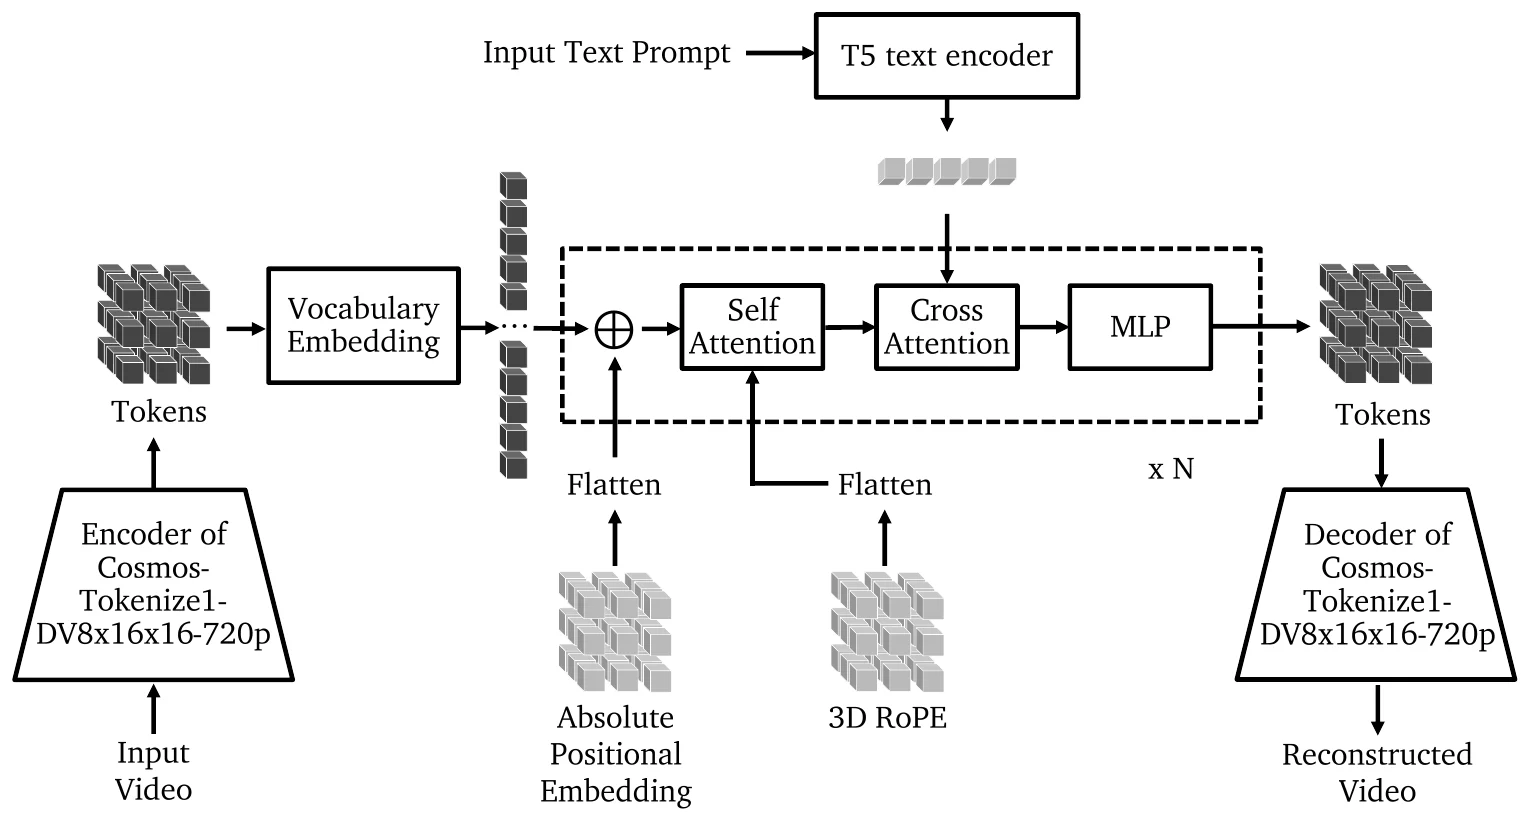 Input Text Prompt
T5 text encoder
Vocabulary
Embedding
...
Self
Attention
Cross
Attention
MLP
Tokens
Tokens
x N
Flatten
Flatten
Encoder of
Cosmos-
Tokenize1-
DV8x16x16-720p
Decoder of
Cosmos-
Tokenize1-
DV8x16x16-720p
Absolute
Positional
Embedding
3D RoPE
Input
Video
Reconstructed
Video